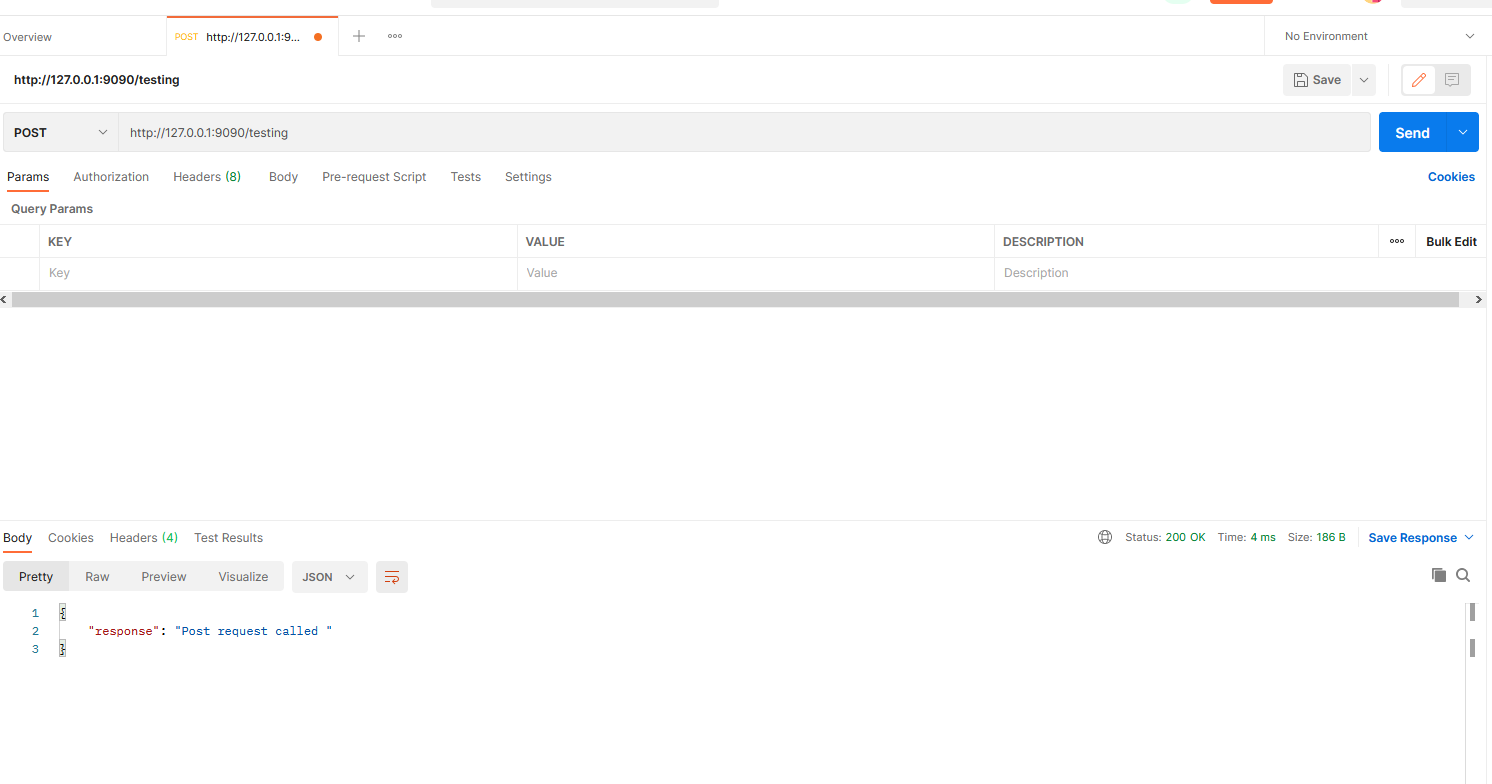 Overview
POST http://127.0.0.1:9...
No Environment
http://127.0.0.1:9090/testing
Save
POST
http://127.0.0.1:9090/testing
Send
Params Authorization Headers (8) Body Pre-request Script Tests Settings Cookies
Query Params
KEY VALUE DESCRIPTION Bulk Edit
Key Value Description
Body Cookies Headers (4) Test Results Status: 200 OK Time: 4 ms Size: 186 B Save Response
Pretty Raw Preview Visualize JSON
1 {
2 "response": "Post request called "
3 }